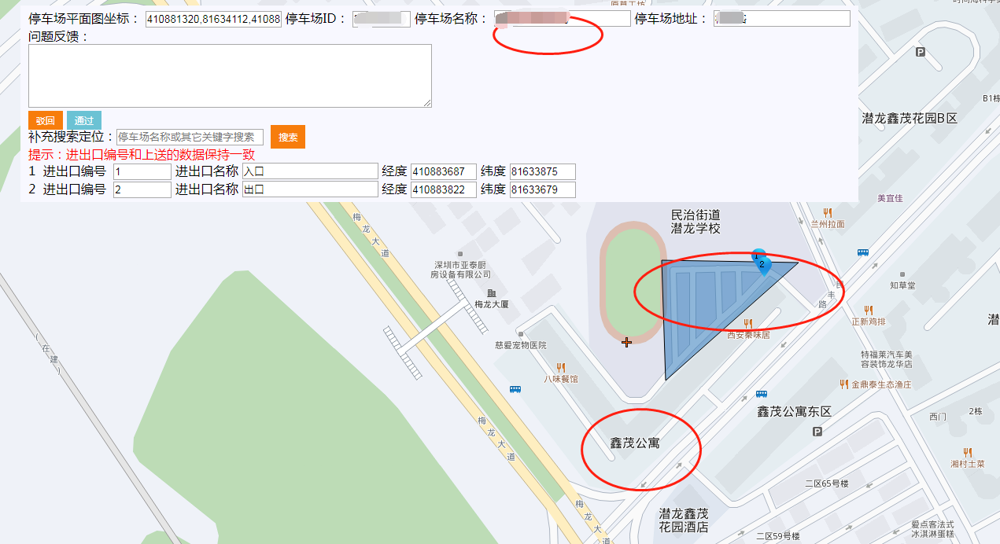 停车场平面图坐标： 410881320,81634112,41088 停车场ID： 停车场名称： 停车场地址：
问题反馈：
驳回 通过
补充搜索定位： 停车场名称或其它关键字搜索 搜索
提示：进出口编号和上送的数据保持一致
1 进出口编号 1 进出口名称 入口 经度 410883687 纬度 81633875
2 进出口编号 2 进出口名称 出口 经度 410883822 纬度 81633679
P
B1栋
潜龙鑫茂花园B区
美宜佳
民治街道
潜龙学校
兰州拉面
梅龙大道
深圳市亚泰厨
房设备有限公司
梅龙大厦
1
2
知草堂
民丰路
正新鸡排
潜
西安秦味居
慈爱宠物医院
(在建)
八味餐馆
特福莱汽车美
容装饰龙华店
金鼎泰生态渔庄
鑫茂公寓东区
2栋
西门
P
梅龙大道
鑫茂公寓
湘村土菜
二区65号楼
梅龙大道
潜龙鑫茂
花园酒店
爱点客法式
冰淇淋蛋糕
二区59号楼